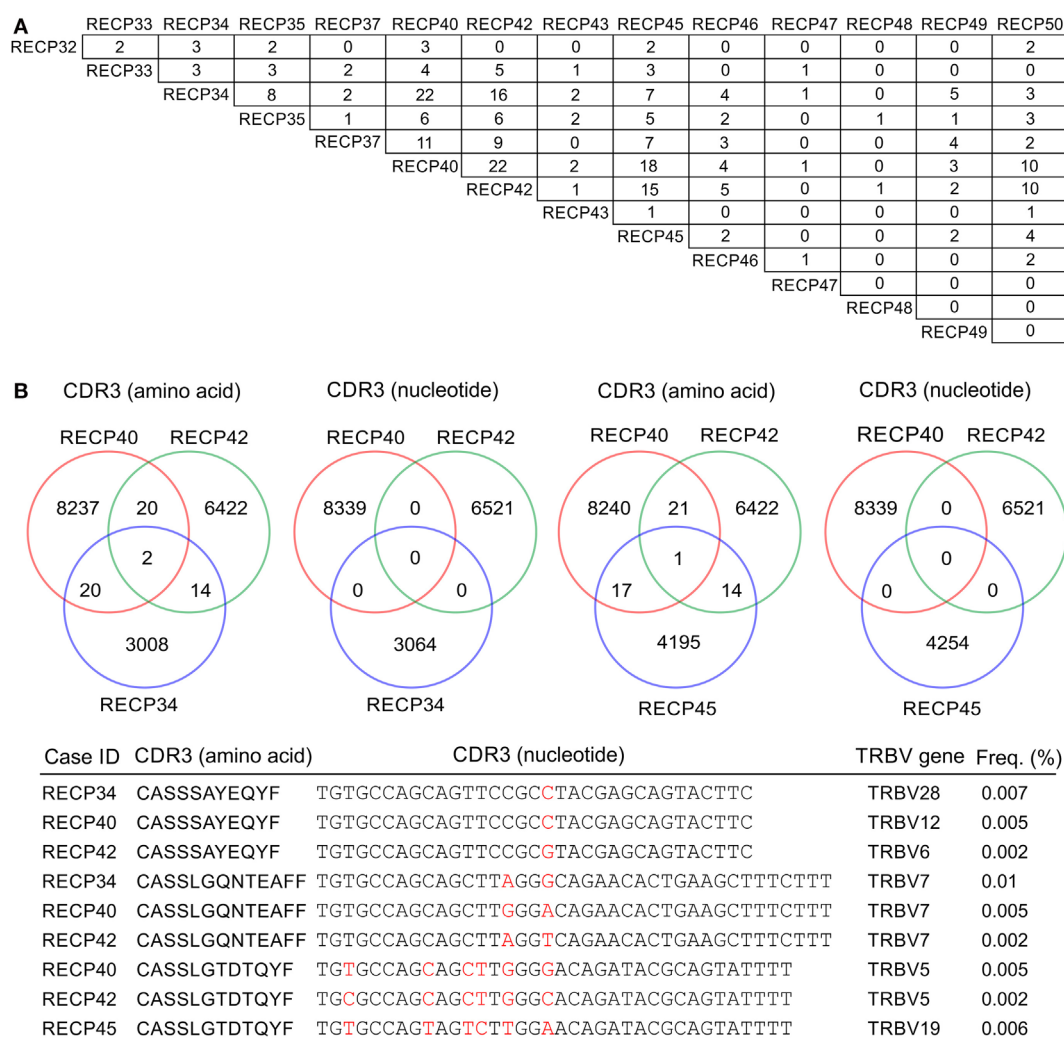 A RECP33 RECP34 RECP35 RECP37 RECP40 RECP42 RECP43 RECP45 RECP46 RECP47 RECP48 RECP49 RECP50
RECP32 2 3 2 0 3 0 0 2 0 0 0 0 2
RECP33 3 3 2 4 5 1 3 0 1 0 0 0
RECP34 8 2 22 16 2 7 4 1 0 5 3
RECP35 1 6 6 2 5 2 0 1 1 3
RECP37 11 9 0 7 3 0 0 4 2
RECP40 22 2 18 4 1 0 3 10
RECP42 1 15 5 0 1 2 10
RECP43 1 0 0 0 0 1
RECP45 2 0 0 2 4
RECP46 1 0 0 2
RECP47 0 0 0
RECP48 0 0
RECP49 0
B CDR3 (amino acid) CDR3 (nucleotide) CDR3 (amino acid) CDR3 (nucleotide)
RECP40 RECP42 RECP40 RECP42 RECP40 RECP42 RECP40 RECP42
8237 20 6422 8339 0 6521 8240 21 6422 8339 0 6521
2 0 1 0
20 14 0 0 17 14 0 0
3008 3064 4195 4254
RECP34 RECP34 RECP45 RECP45
Case ID CDR3 (amino acid) CDR3 (nucleotide) TRBV gene Freq. (%)
RECP34 CASSSAYEQYF TGTGCCAGCAGTTCCGCCTACGAGCAGTACTTC TRBV28 0.007
RECP40 CASSSAYEQYF TGTGCCAGCAGTTCCGCCTACGAGCAGTACTTC TRBV12 0.005
RECP42 CASSSAYEQYF TGTGCCAGCAGTTCCGCGTACGAGCAGTACTTC TRBV6 0.002
RECP34 CASSLGQNTEAFF TGTGCCAGCAGCTTAGGGCAGAACACTGAAGCTTTCTTT TRBV7 0.01
RECP40 CASSLGQNTEAFF TGTGCCAGCAGCTTGGGACAGAACACTGAAGCTTTCTTT TRBV7 0.005
RECP42 CASSLGQNTEAFF TGTGCCAGCAGCTTAGGTCAGAACACTGAAGCTTTCTTT TRBV7 0.002
RECP40 CASSLGTDTQYF TGTGCCAGCAGCTTGGGGACAGATACGCAGTATTTT TRBV5 0.005
RECP42 CASSLGTDTQYF TGCGCCAGCAGCTTGGGCACAGATACGCAGTATTTT TRBV5 0.002
RECP45 CASSLGTDTQYF TGTGCCAGTAGTCTTGGAACAGATACGCAGTATTTT TRBV19 0.006